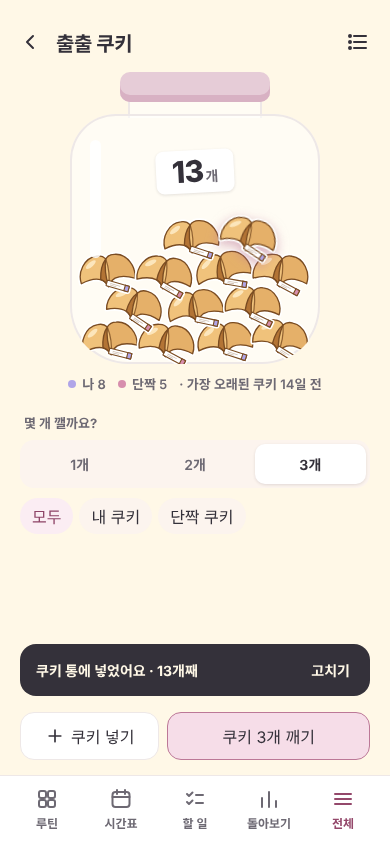 출출 쿠키
13개
나 8 단짝 5 · 가장 오래된 쿠키 14일 전
몇 개 깰까요?
1개 2개 3개
모두 내 쿠키 단짝 쿠키
쿠키 통에 넣었어요 · 13개째 고치기
+ 쿠키 넣기 쿠키 3개 깨기
루틴 시간표 할 일 돌아보기 전체